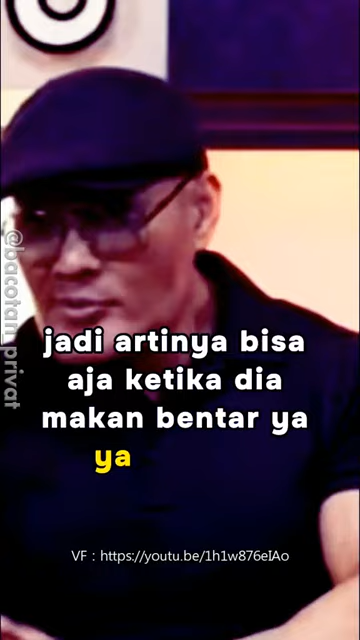 @bacotan_privat
jadi artinya bisa
aja ketika dia
makan bentar ya
ya
VF : https://youtu.be/1h1w876eIAo